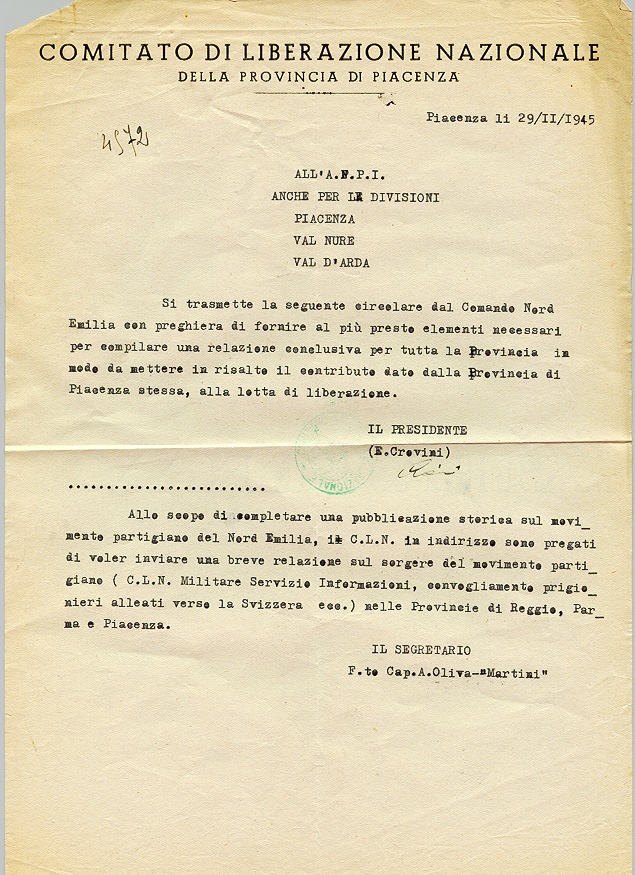 COMITATO DI LIBERAZIONE NAZIONALE
DELLA PROVINCIA DI PIACENZA
Piacenza li 29/II/1945
4572
ALL'A.N.P.I.
ANCHE PER LE DIVISIONI
PIACENZA
VAL NURE
VAL D'ARDA
Si trasmette la seguente circolare dal Comando Nord
Emilia con preghiera di fornire al più presto elementi necessari
per compilare una relazione conclusiva per tutta la Provincia in
modo da mettere in risalto il contributo dato dalla Provincia di
Piacenza stessa, alla lotta di liberazione.
IL PRESIDENTE
(E.Crovini)
........................
Allo scopo di completare una pubblicazione storica sul movi_
mento partigiano del Nord Emilia, i C.L.N. in indirizzo sono pregati
di voler inviare una breve relazione sul sorgere del movimento parti_
giano ( C.L.N. Militare Servizio Informazioni, convogliamento prigio_
nieri alleati verso la Svizzera ecc.) nelle Provincie di Reggio, Par_
ma e Piacenza.
IL SEGRETARIO
F.to Cap.A.Oliva-"Martini"